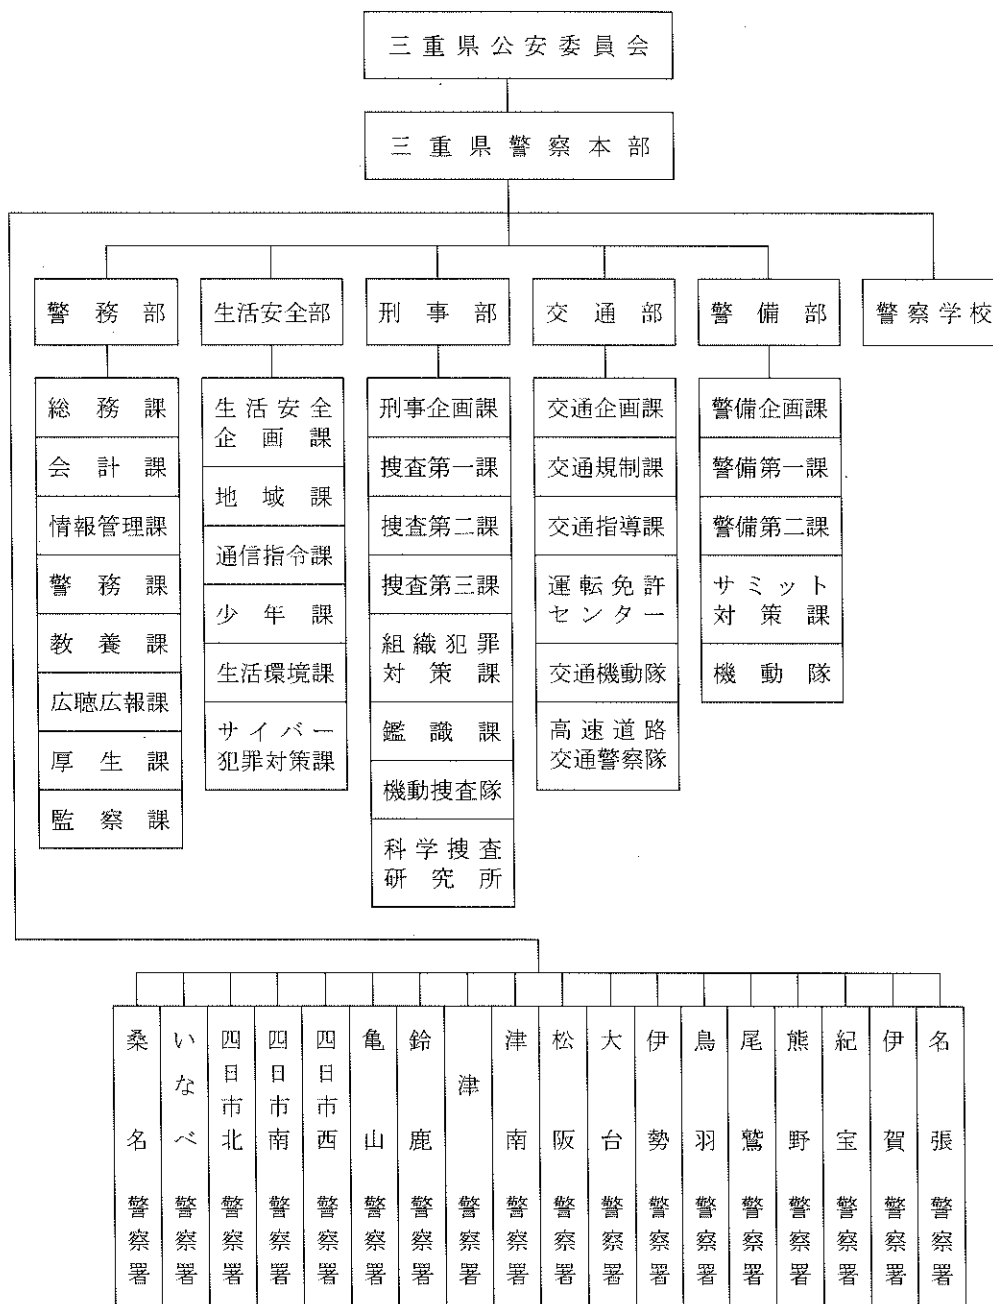 三重県公安委員会
三重県警察本部
警務部
生活安全部
刑事部
交通部
警備部
警察学校
総務課
会計課
情報管理課
警務課
教養課
広聴広報課
厚生課
監察課
生活安全
企画課
地域課
通信指令課
少年課
生活環境課
サイバー
犯罪対策課
刑事企画課
捜査第一課
捜査第二課
捜査第三課
組織犯罪
対策課
鑑識課
機動捜査隊
科学捜査
研究所
交通企画課
交通規制課
交通指導課
運転免許
センター
交通機動隊
高速道路
交通警察隊
警備企画課
警備第一課
警備第二課
サミット
対策課
機動隊
桑名警察署
いなべ警察署
四日市北警察署
四日市南警察署
四日市西警察署
亀山警察署
鈴鹿警察署
津警察署
津南警察署
松阪警察署
大台警察署
伊勢警察署
鳥羽警察署
尾鷲警察署
熊野警察署
紀宝警察署
伊賀警察署
名張警察署